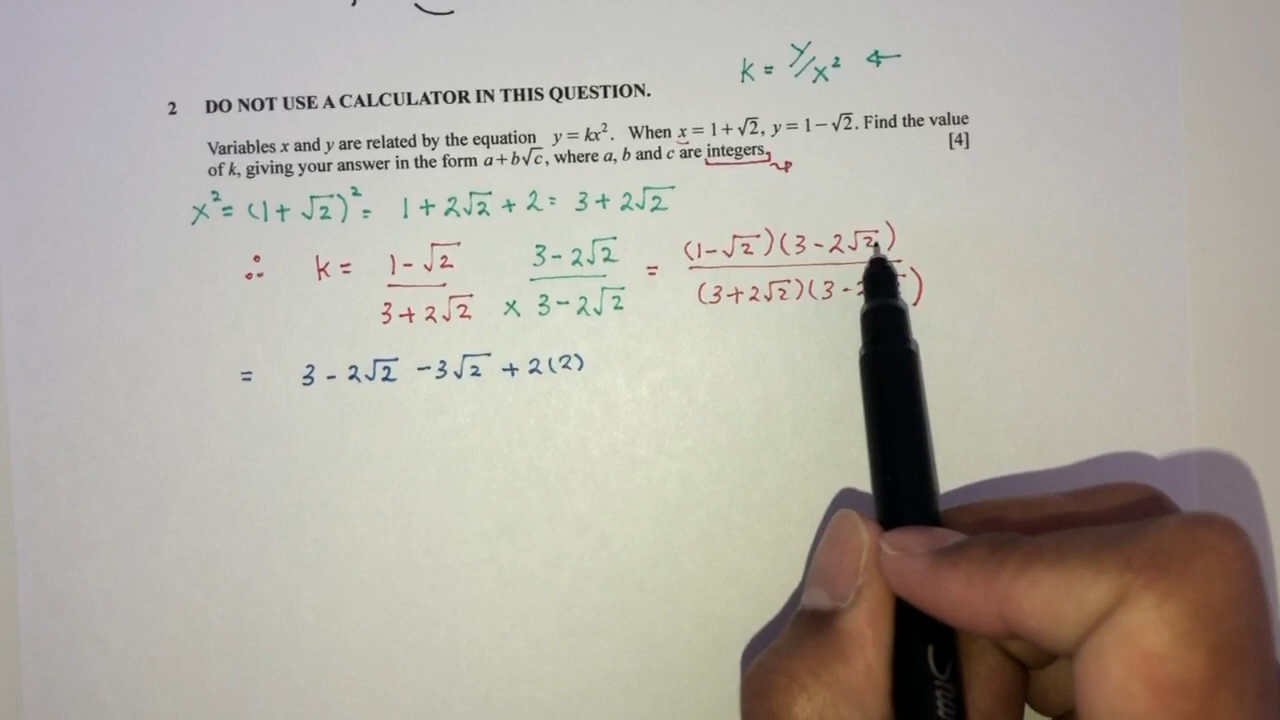 k = y/x² ←
2 DO NOT USE A CALCULATOR IN THIS QUESTION.
Variables x and y are related by the equation y = kx². When x = 1+√2, y = 1−√2. Find the value
of k, giving your answer in the form a+b√c, where a, b and c are integers. [4]
x² = (1+√2)² = 1+2√2+2 = 3+2√2
∴ k = (1−√2)/(3+2√2) × (3−2√2)/(3−2√2) = (1−√2)(3−2√2)/(3+2√2)(3−2 )
= 3−2√2 −3√2 +2(2)